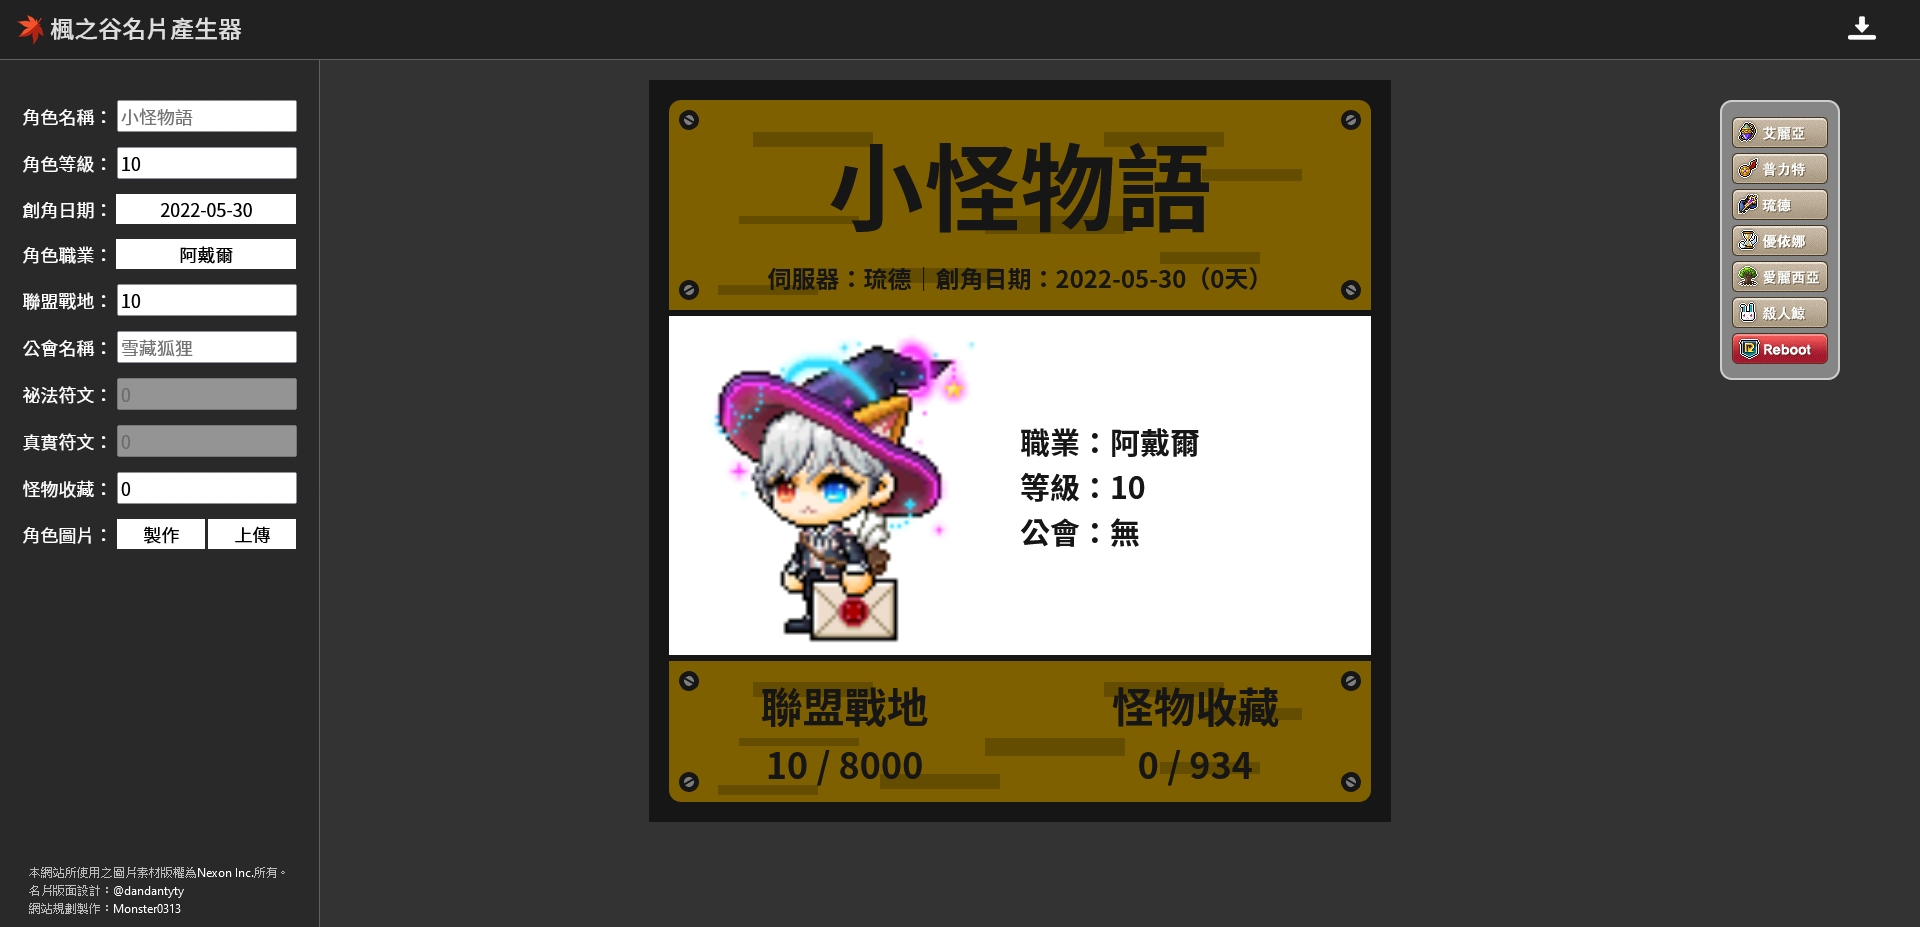 楓之谷名片產生器
角色名稱：小怪物語
角色等級：10
創角日期：2022-05-30
角色職業：阿戴爾
聯盟戰地：10
公會名稱：雪藏狐狸
祕法符文：0
真實符文：0
怪物收藏：0
角色圖片：製作 上傳
本網站所使用之圖片素材版權為Nexon Inc.所有。
名片版面設計：@dandantyty
網站規劃製作：Monster0313
小怪物語
伺服器：琉德｜創角日期：2022-05-30（0天）
職業：阿戴爾
等級：10
公會：無
聯盟戰地
10 / 8000
怪物收藏
0 / 934
艾麗亞
普力特
琉德
優依娜
愛麗西亞
殺人鯨
Reboot